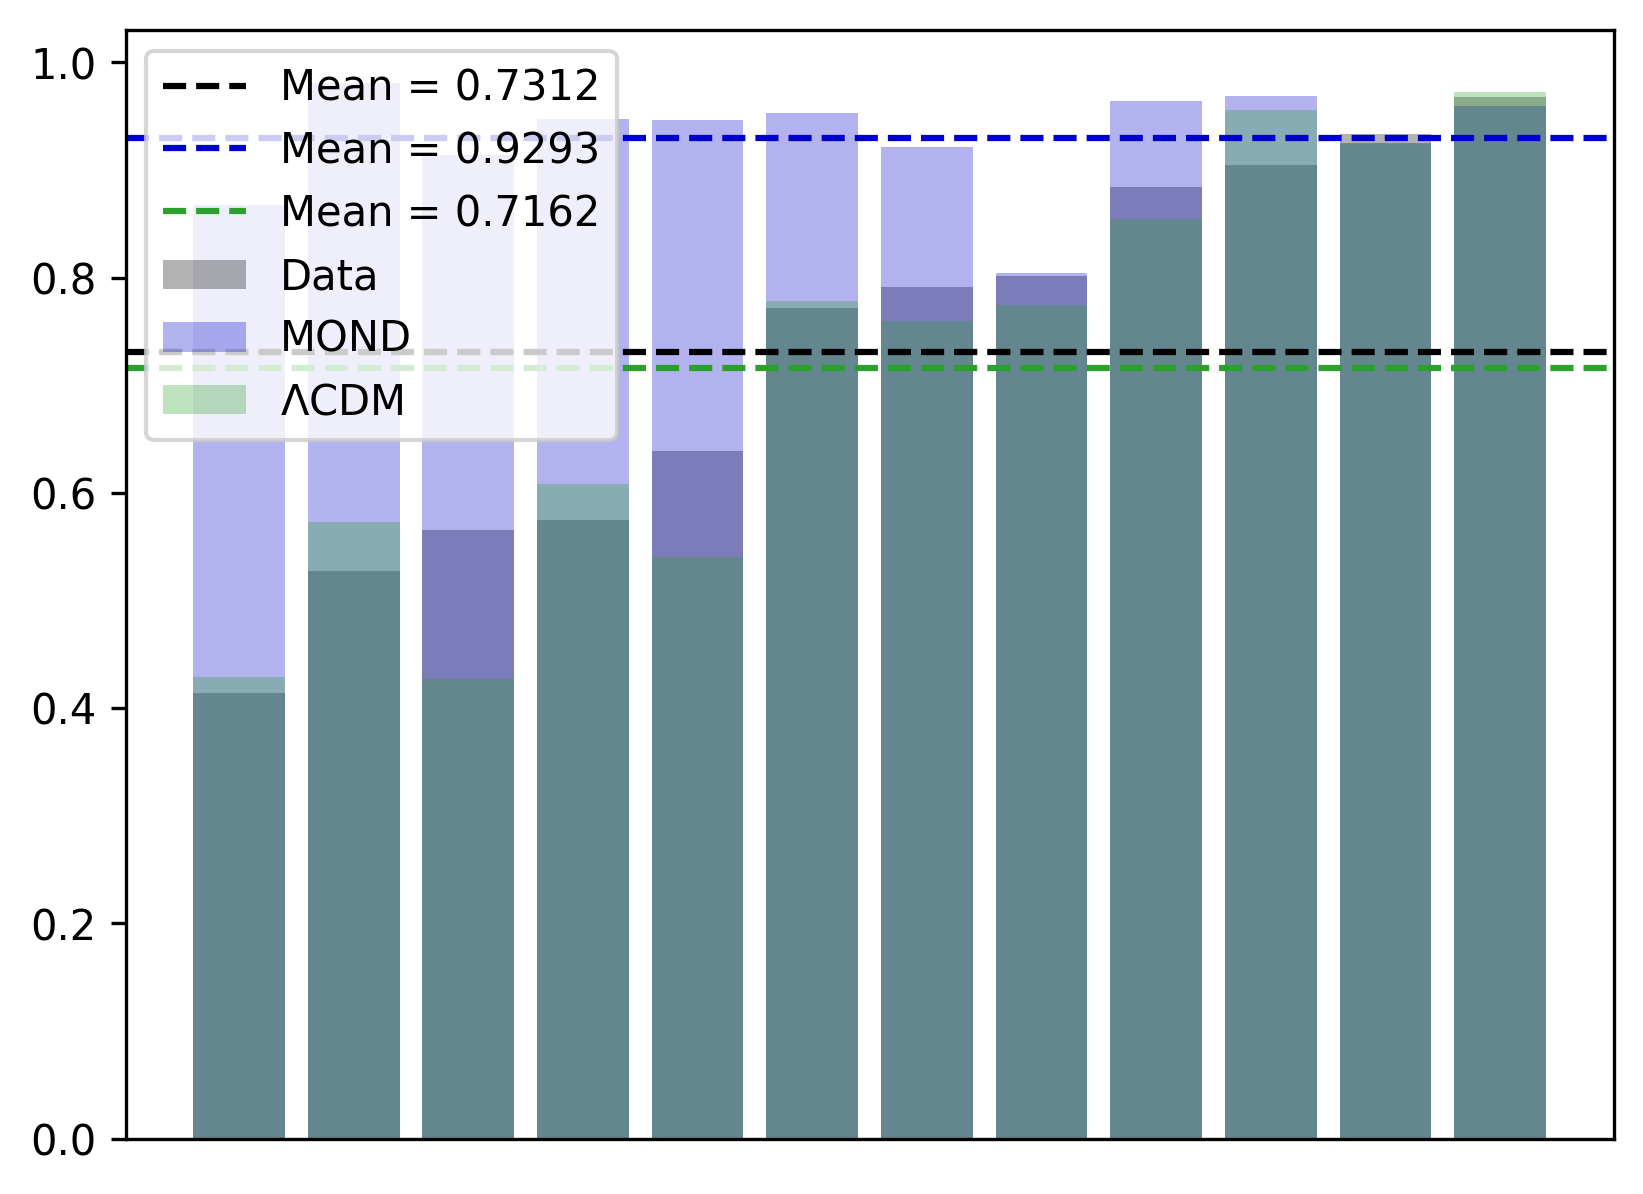 1.0
0.8
0.6
0.4
0.2
0.0
Mean = 0.7312
Mean = 0.9293
Mean = 0.7162
Data
MOND
ΛCDM